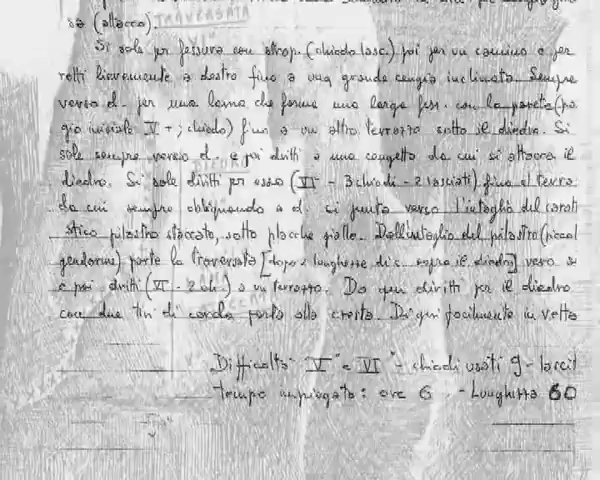 sa (attacco). TRAVERSATA
Si sale per fessura con strap. (chiodo lasc.) poi per un camino e per
rotti lievemente a destra fino a una grande cengia inclinata. Sempre
verso d. per una lama che forma una larga fess. con la parete (pas
gio iniziale V+; chiodo) fino a un altro terrazzo sotto il diedro. Si
sale sempre verso d. e poi diritti a una cengetta da cui si attacca il
diedro. Si sale diritti per esso (VI - 3 chiodi - 2 lasciati) fino al terra
da cui sempre obliquando a d. si punta verso l'intaglio del caratt
stico pilastro staccato, sotto placche gialle. Dall'intaglio del pilastro (piccol
gendarme) parte la traversata [dopo 2 lunghezze di c. sopra il diedro] verso si
e poi diritti (VI - 2 ch.) a un terrazzo. Da qui diritti per il diedro
con due tiri di corda porta alla cresta. Di qui facilmente in vetta
Difficoltà V° e VI° - chiodi usati 9 - lasciat
tempo impiegato: ore 6 - Lunghezza 60